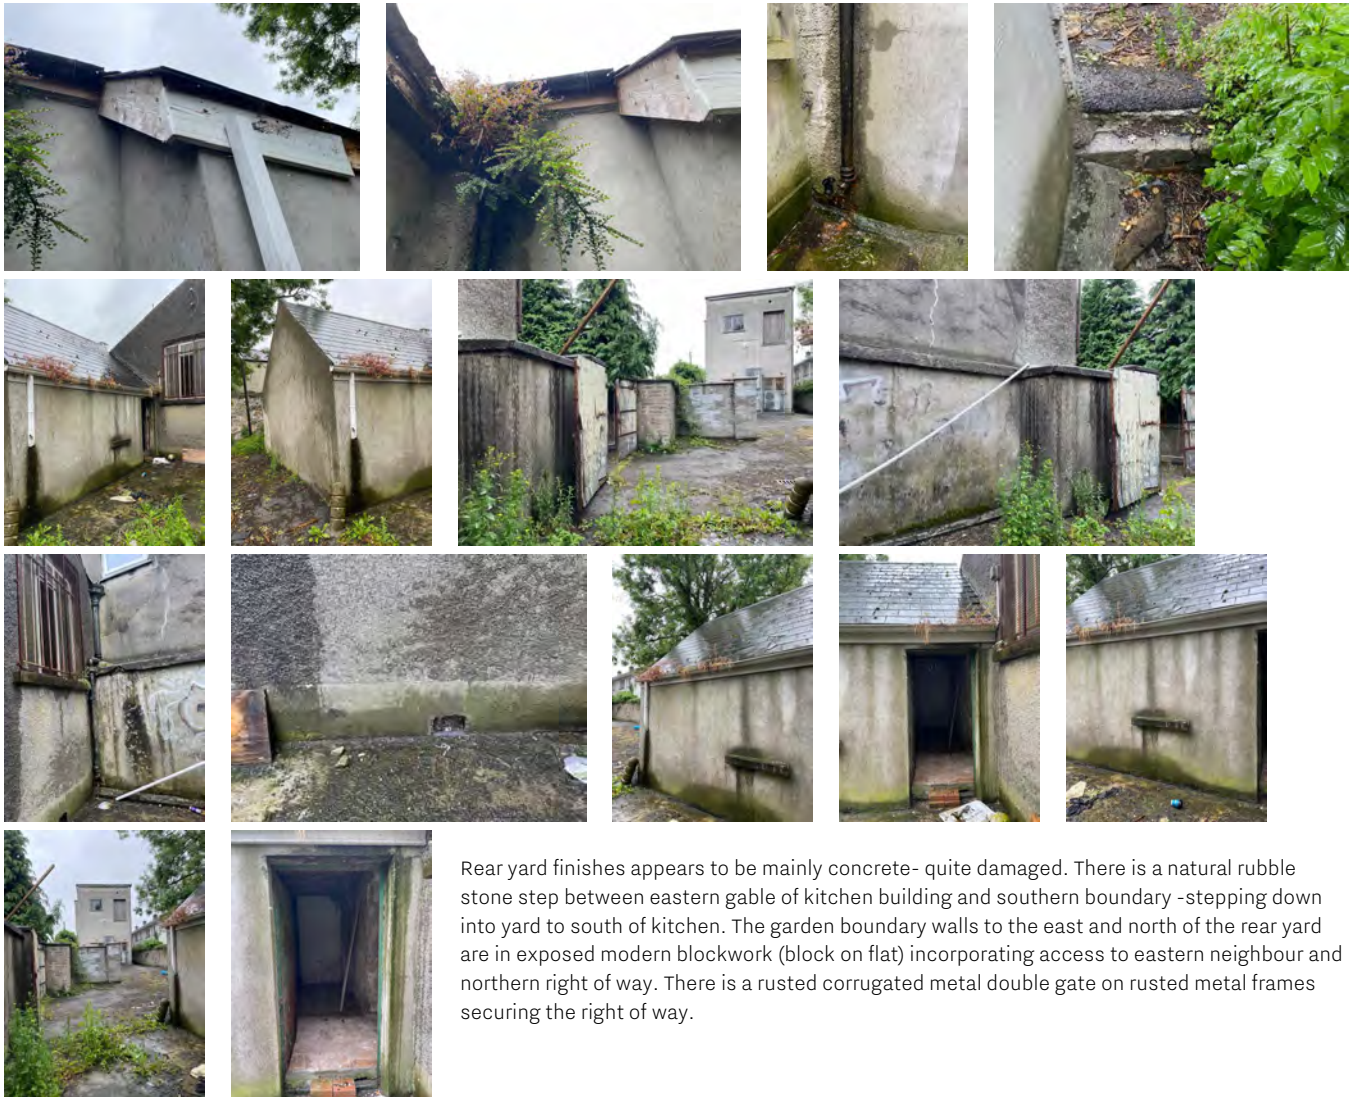 Rear yard finishes appears to be mainly concrete- quite damaged. There is a natural rubble
stone step between eastern gable of kitchen building and southern boundary -stepping down
into yard to south of kitchen. The garden boundary walls to the east and north of the rear yard
are in exposed modern blockwork (block on flat) incorporating access to eastern neighbour and
northern right of way. There is a rusted corrugated metal double gate on rusted metal frames
securing the right of way.